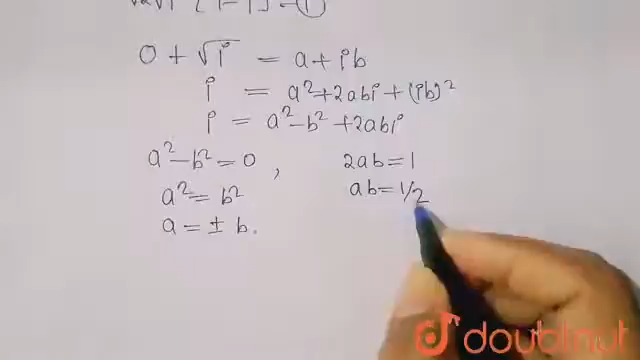 0 + √i = a + ib
i = a² + 2abi + (ib)²
i = a² - b² + 2abi
a² - b² = 0 , 2ab = 1
a² = b² ab = 1/2
a = ± b.
doubtnut